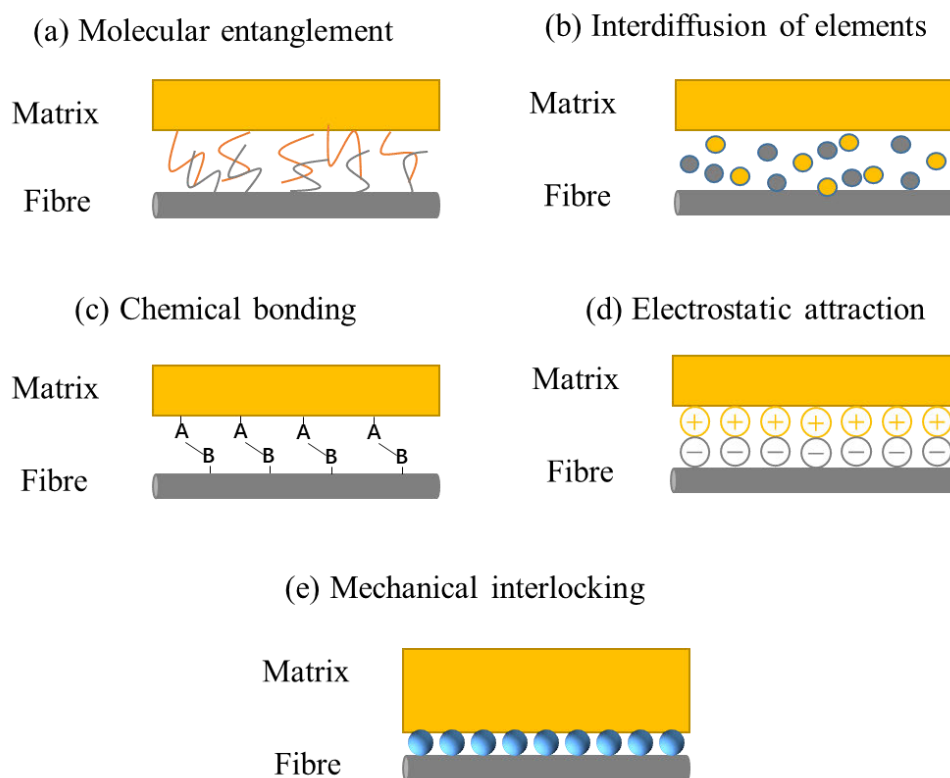 (a) Molecular entanglement
Matrix
Fibre
(b) Interdiffusion of elements
Matrix
Fibre
(c) Chemical bonding
Matrix
A A A A
B B B B
Fibre
(d) Electrostatic attraction
Matrix
+ + + + + + +
− − − − − − −
Fibre
(e) Mechanical interlocking
Matrix
Fibre